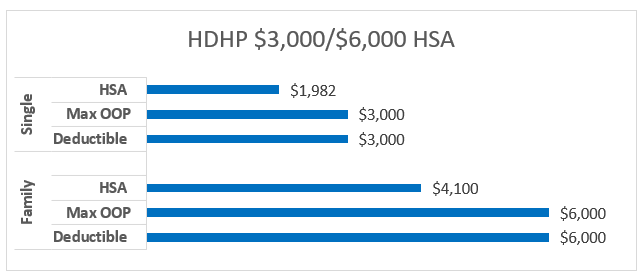 HDHP $3,000/$6,000 HSA
Single
HSA $1,982
Max OOP $3,000
Deductible $3,000
Family
HSA $4,100
Max OOP $6,000
Deductible $6,000